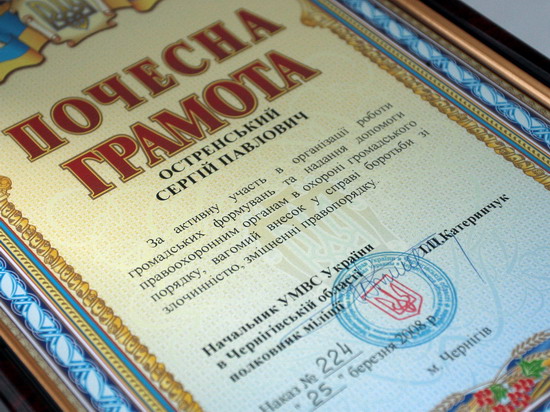 ПОЧЕСНА
ГРАМОТА
ОСТРЕНСЬКИЙ
СЕРГІЙ ПАВЛОВИЧ
За активну участь в організації роботи
громадських формувань та надання допомоги
правоохоронним органам в охороні громадського
порядку, вагомий внесок у справі боротьби зі
злочинністю, зміцненні правопорядку.
Начальник УМВС України
в Чернігівській області
полковник міліції І.П.Катеринчук
Наказ № 224
" 25 " березня 2008 р. м. Чернігів